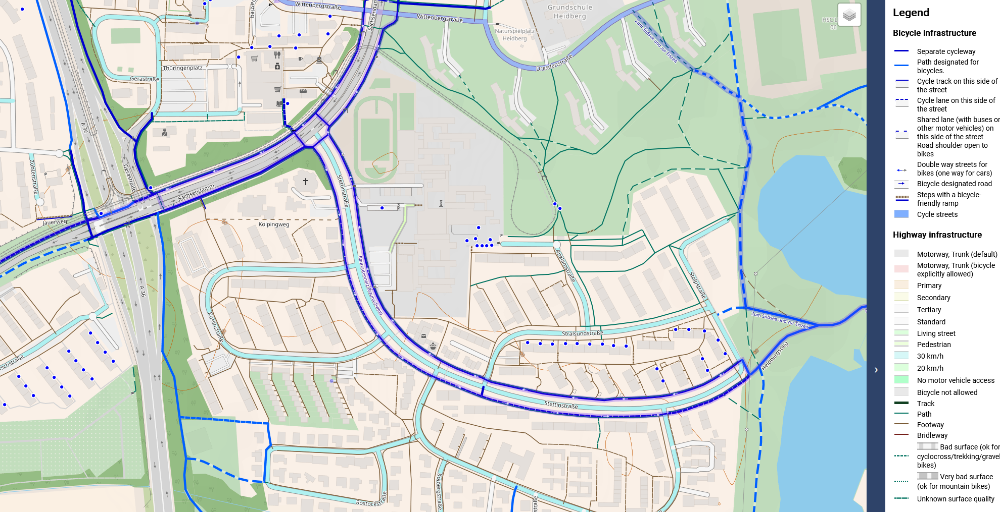 Wittenbergstraße
Wittenbergstraße
Sachsendamm
Grundschule
Heidberg
Naturspielplatz
Heidberg
HSC L
06
Zum Südsee und zur Eiszeit
Dresdenstraße
Thüringenplatz
Gerastraße
A 36
Zobtenstraße
Gerastraße
Sachsendamm
Stettinstraße
Jauerweg
Kolpingweg
Radroutennetz Braunschweig
Anklamstraße
Stolpstraße
A 36
Köslinstraße
Stralsundstraße
Zum Südsee und zur Eiszeit
Heidbergstieg
schstraße
Stettinstraße
Kolbergstraße
Rostockstraße
straße
Legend
Bicycle infrastructure
Separate cycleway
Path designated for
bicycles.
Cycle track on this side of
the street
Cycle lane on this side of
the street
Shared lane (with buses or
other motor vehicles) on
this side of the street
Road shoulder open to
bikes
Double way streets for
bikes (one way for cars)
Bicycle designated road
Steps with a bicycle-
friendly ramp
Cycle streets
Highway infrastructure
Motorway, Trunk (default)
Motorway, Trunk (bicycle
explicitly allowed)
Primary
Secondary
Tertiary
Standard
Living street
Pedestrian
30 km/h
20 km/h
No motor vehicle access
Bicycle not allowed
Track
Path
Footway
Bridleway
Bad surface (ok for
cyclocross/trekking/gravel
bikes)
Very bad surface
(ok for mountain bikes)
Unknown surface quality